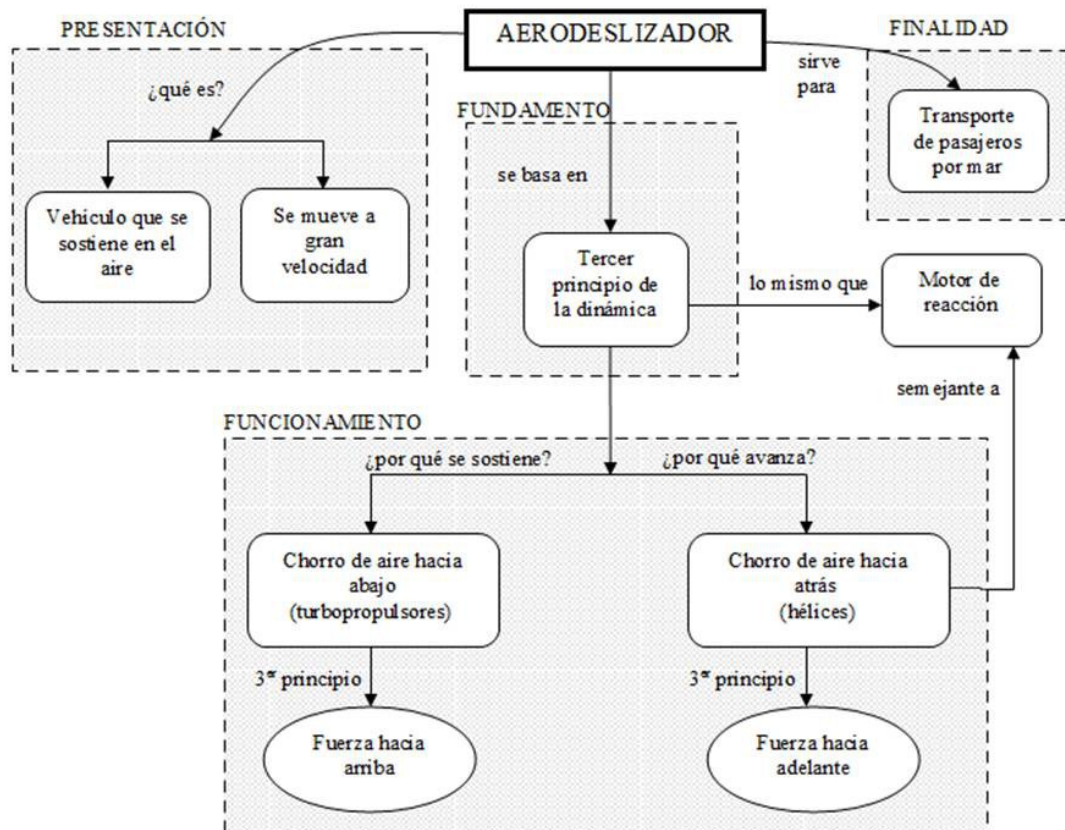 PRESENTACIÓN
AERODESLIZADOR
FINALIDAD
¿qué es?
sirve
para
FUNDAMENTO
Transporte
de pasajeros
por mar
se basa en
Vehículo que se
sostiene en el
aire
Se mueve a
gran
velocidad
Tercer
principio de
la dinámica
lo mismo que
Motor de
reacción
semejante a
FUNCIONAMIENTO
¿por qué se sostiene?
¿por qué avanza?
Chorro de aire hacia
abajo
(turbopropulsores)
Chorro de aire hacia
atrás
(hélices)
3er principio
3er principio
Fuerza hacia
arriba
Fuerza hacia
adelante